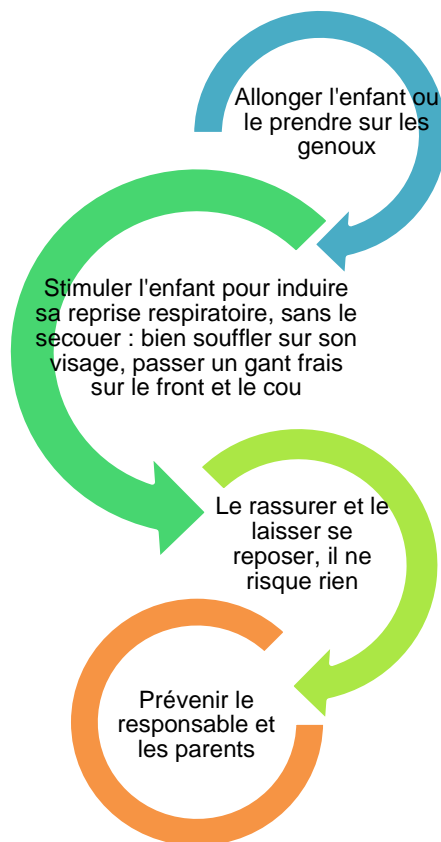 Allonger l'enfant ou
le prendre sur les
genoux
Stimuler l'enfant pour induire
sa reprise respiratoire, sans le
secouer : bien souffler sur son
visage, passer un gant frais
sur le front et le cou
Le rassurer et le
laisser se
reposer, il ne
risque rien
Prévenir le
responsable et
les parents